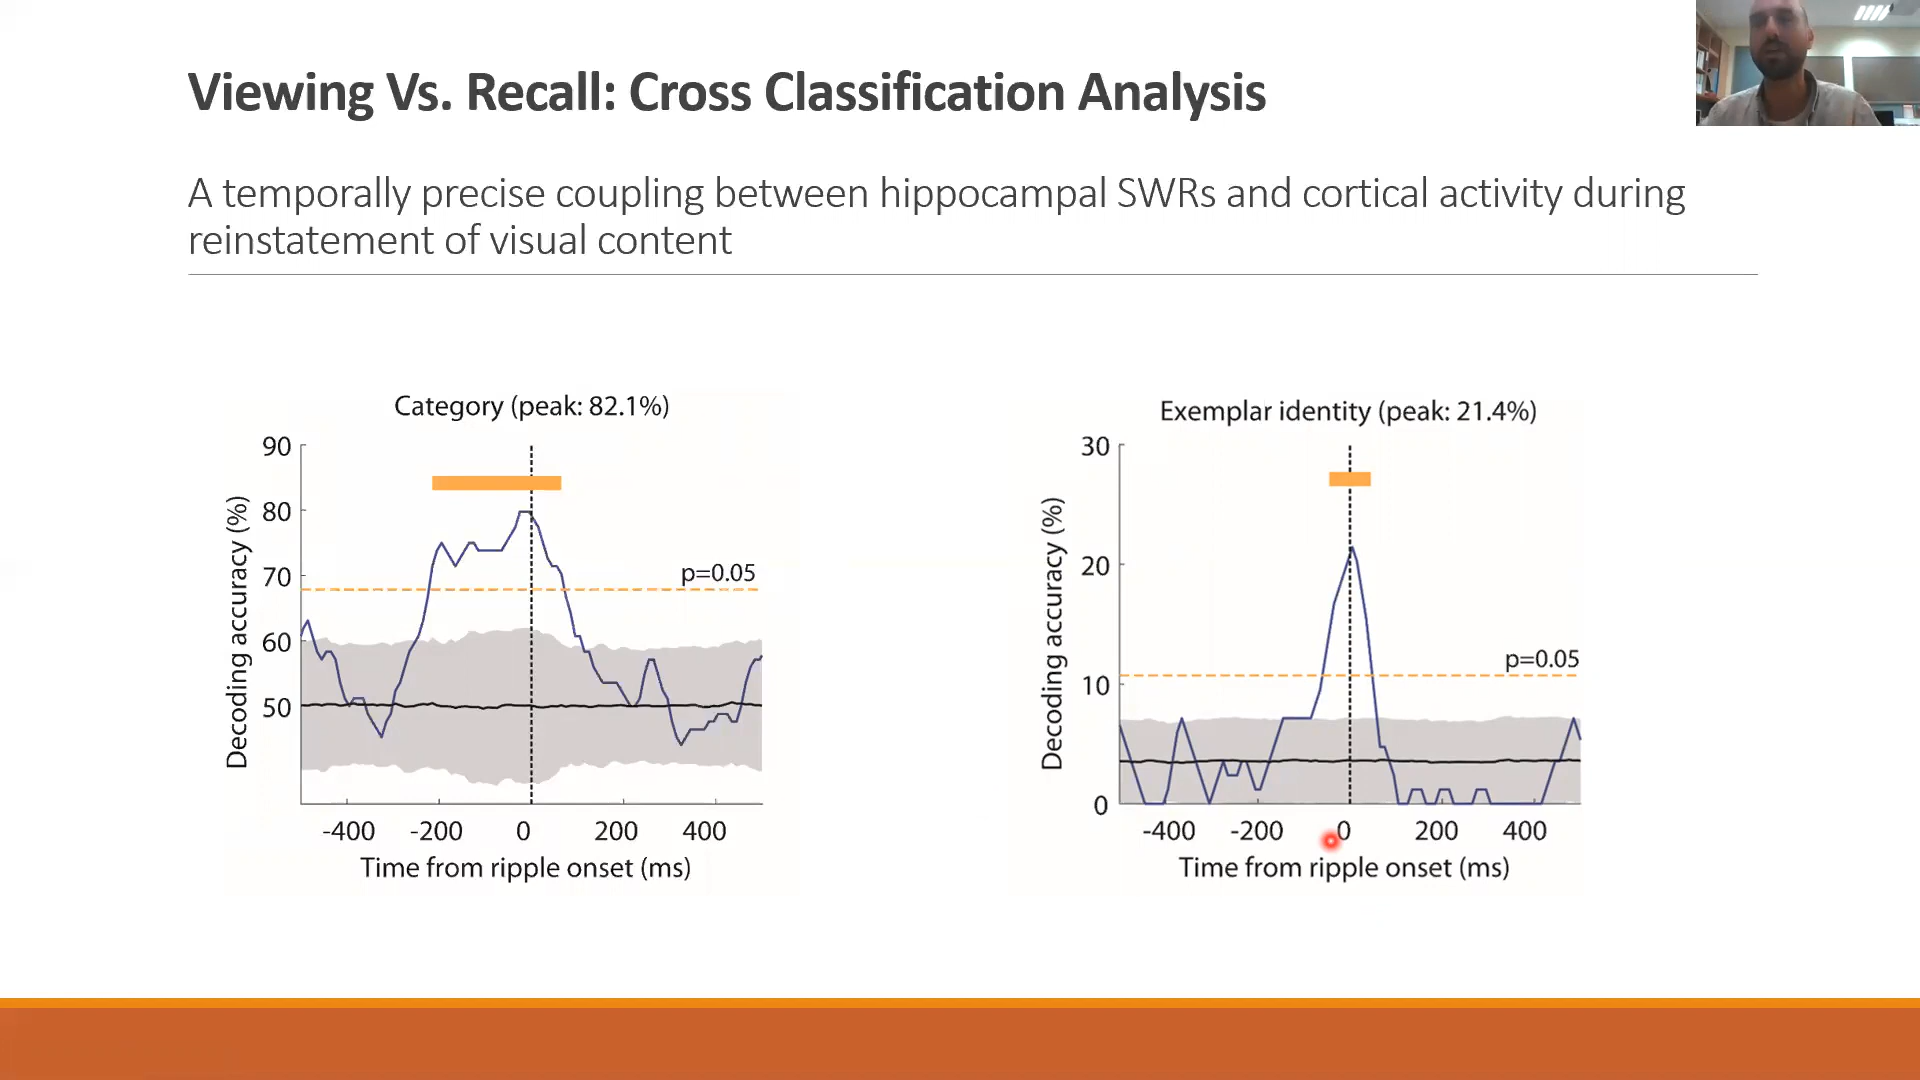 Viewing Vs. Recall: Cross Classification Analysis
A temporally precise coupling between hippocampal SWRs and cortical activity during
reinstatement of visual content
Category (peak: 82.1%)
90
80
70
60
50
Decoding accuracy (%)
p=0.05
-400 -200 0 200 400
Time from ripple onset (ms)
Exemplar identity (peak: 21.4%)
30
20
10
0
Decoding accuracy (%)
p=0.05
-400 -200 0 200 400
Time from ripple onset (ms)